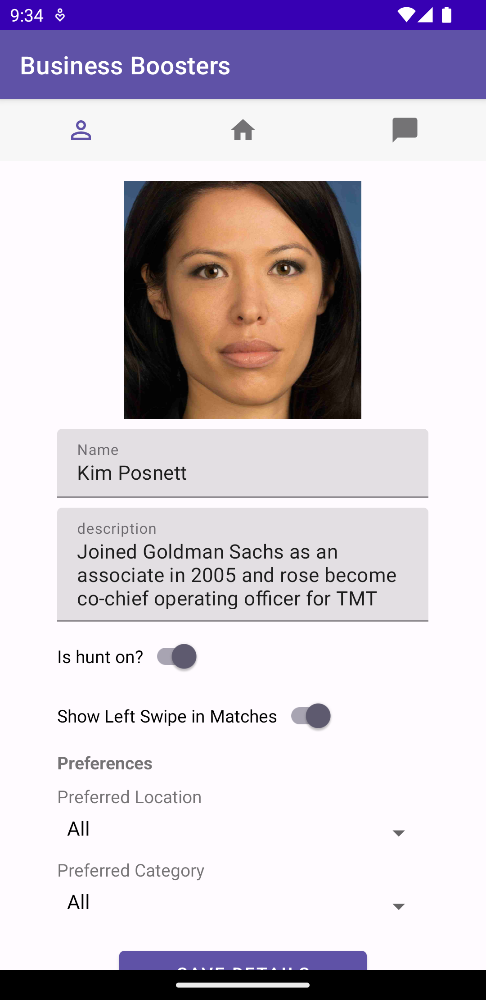 9:34
Business Boosters
Name
Kim Posnett
description
Joined Goldman Sachs as an
associate in 2005 and rose become
co-chief operating officer for TMT
Is hunt on?
Show Left Swipe in Matches
Preferences
Preferred Location
All
Preferred Category
All
SAVE DETAILS